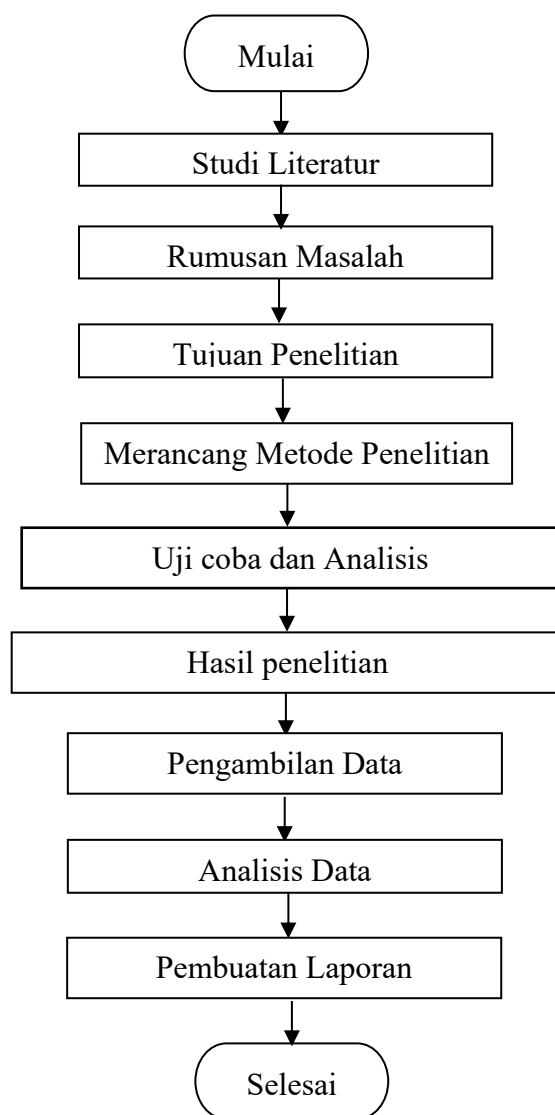 Mulai
Studi Literatur
Rumusan Masalah
Tujuan Penelitian
Merancang Metode Penelitian
Uji coba dan Analisis
Hasil penelitian
Pengambilan Data
Analisis Data
Pembuatan Laporan
Selesai